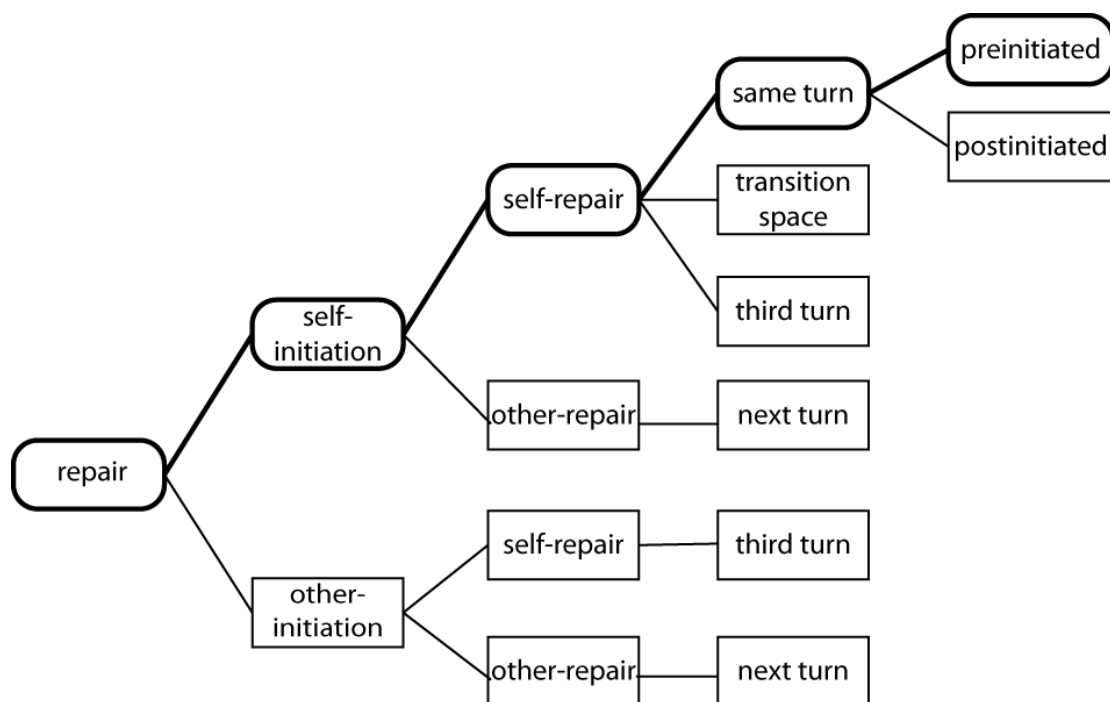 preinitiated
same turn
postinitiated
self-repair
transition
space
third turn
self-
initiation
other-repair
next turn
repair
self-repair
third turn
other-
initiation
other-repair
next turn